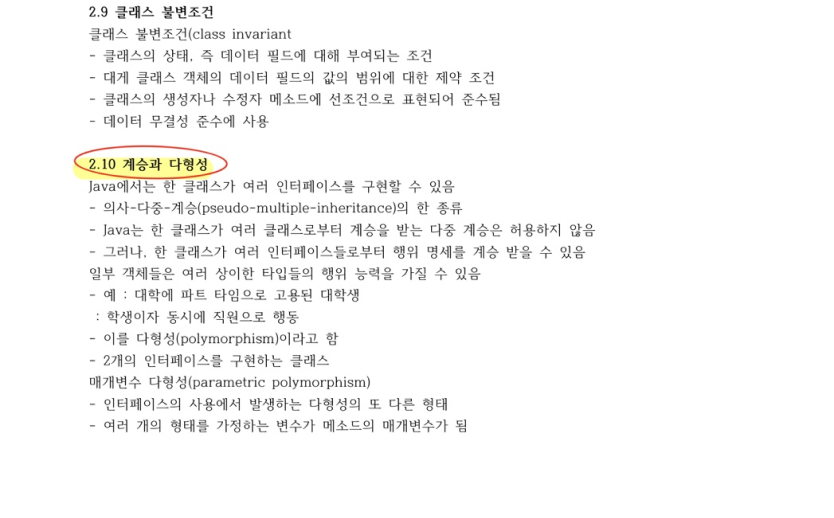 2.9 클래스 불변조건
클래스 불변조건(class invariant
- 클래스의 상태, 즉 데이터 필드에 대해 부여되는 조건
- 대게 클래스 객체의 데이터 필드의 값의 범위에 대한 제약 조건
- 클래스의 생성자나 수정자 메소드에 선조건으로 표현되어 준수됨
- 데이터 무결성 준수에 사용
2.10 계승과 다형성
Java에서는 한 클래스가 여러 인터페이스를 구현할 수 있음
- 의사-다중-계승(pseudo-multiple-inheritance)의 한 종류
- Java는 한 클래스가 여러 클래스로부터 계승을 받는 다중 계승은 허용하지 않음
- 그러나, 한 클래스가 여러 인터페이스들로부터 행위 명세를 계승 받을 수 있음
일부 객체들은 여러 상이한 타입들의 행위 능력을 가질 수 있음
- 예 : 대학에 파트 타임으로 고용된 대학생
: 학생이자 동시에 직원으로 행동
- 이를 다형성(polymorphism)이라고 함
- 2개의 인터페이스를 구현하는 클래스
매개변수 다형성(parametric polymorphism)
- 인터페이스의 사용에서 발생하는 다형성의 또 다른 형태
- 여러 개의 형태를 가정하는 변수가 메소드의 매개변수가 됨